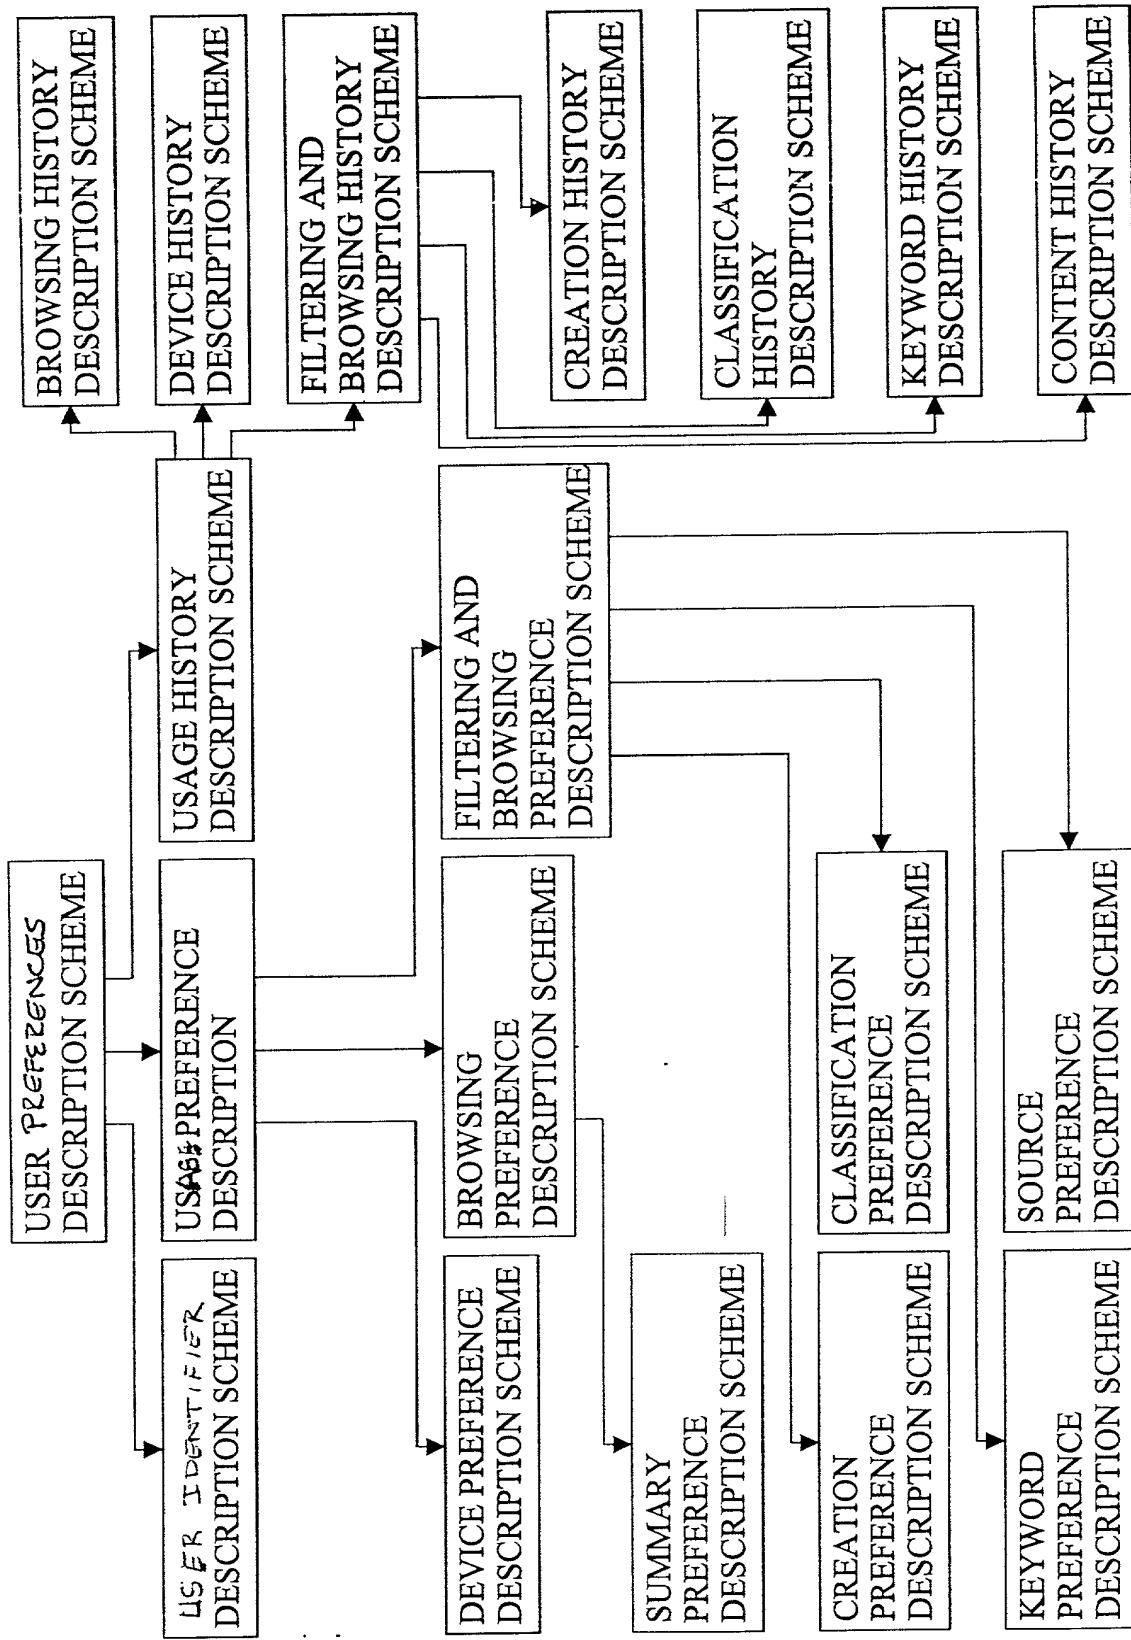 USER PREFERENCES
DESCRIPTION SCHEME
USER IDENTIFIER
DESCRIPTION SCHEME
USAGE PREFERENCE
DESCRIPTION
USAGE HISTORY
DESCRIPTION SCHEME
BROWSING HISTORY
DESCRIPTION SCHEME
DEVICE HISTORY
DESCRIPTION SCHEME
FILTERING AND
BROWSING HISTORY
DESCRIPTION SCHEME
DEVICE PREFERENCE
DESCRIPTION SCHEME
BROWSING
PREFERENCE
DESCRIPTION SCHEME
FILTERING AND
BROWSING
PREFERENCE
DESCRIPTION SCHEME
CREATION HISTORY
DESCRIPTION SCHEME
CLASSIFICATION
HISTORY
DESCRIPTION SCHEME
KEYWORD HISTORY
DESCRIPTION SCHEME
CONTENT HISTORY
DESCRIPTION SCHEME
SUMMARY
PREFERENCE
DESCRIPTION SCHEME
CREATION
PREFERENCE
DESCRIPTION SCHEME
CLASSIFICATION
PREFERENCE
DESCRIPTION SCHEME
KEYWORD
PREFERENCE
DESCRIPTION SCHEME
SOURCE
PREFERENCE
DESCRIPTION SCHEME